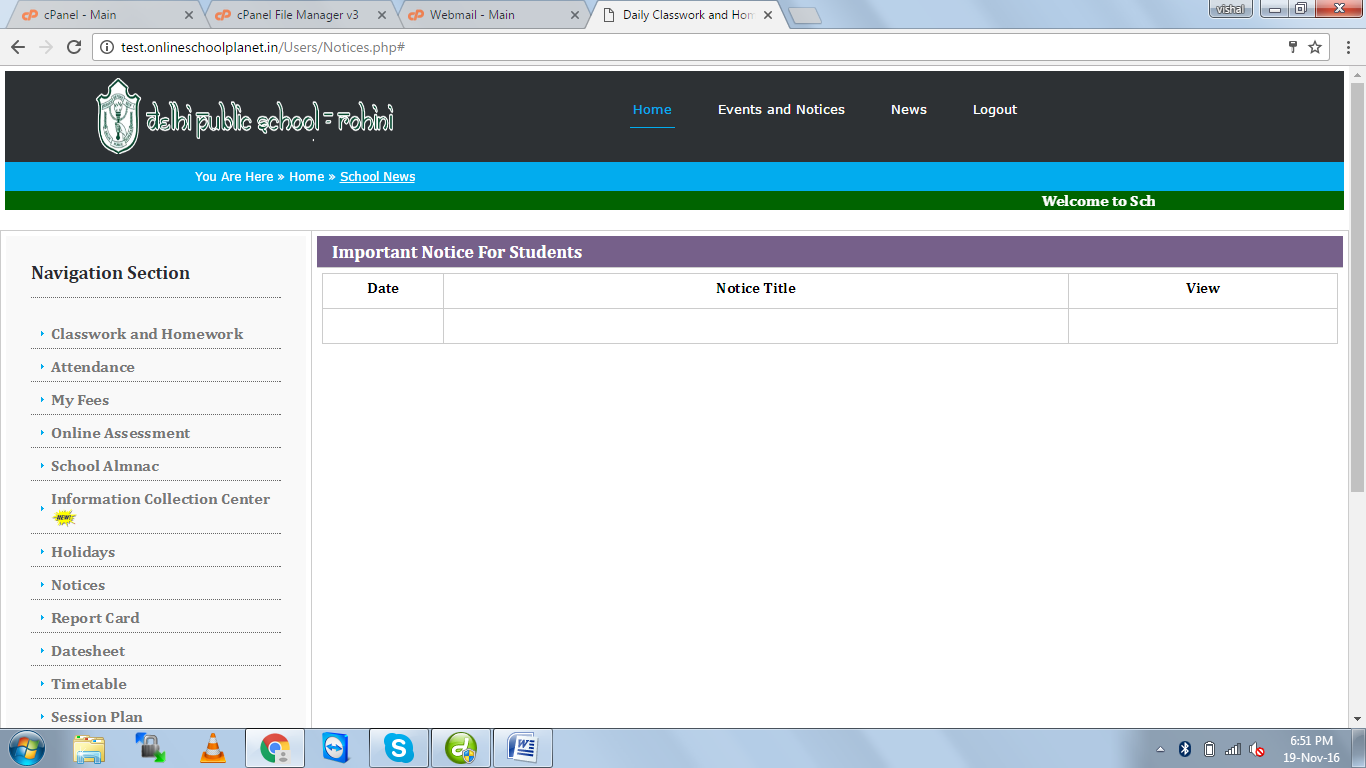 cPanel - Main
cPanel File Manager v3
Webmail - Main
Daily Classwork and Hom
vishal
test.onlineschoolplanet.in/Users/Notices.php#
delhi public school - rohini
Home
Events and Notices
News
Logout
You Are Here » Home » School News
Welcome to Sch
Navigation Section
Classwork and Homework
Attendance
My Fees
Online Assessment
School Almnac
Information Collection Center
NEW!
Holidays
Notices
Report Card
Datesheet
Timetable
Session Plan
Important Notice For Students
Date
Notice Title
View
6:51 PM
19-Nov-16